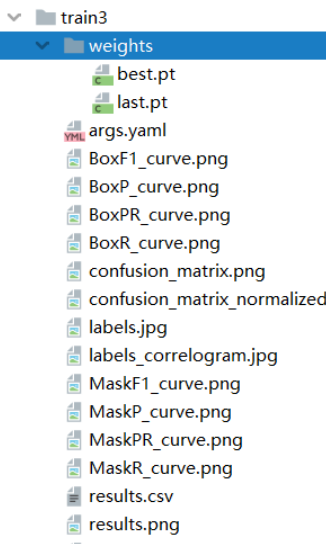 train3
weights
best.pt
last.pt
args.yaml
BoxF1_curve.png
BoxP_curve.png
BoxPR_curve.png
BoxR_curve.png
confusion_matrix.png
confusion_matrix_normalized
labels.jpg
labels_correlogram.jpg
MaskF1_curve.png
MaskP_curve.png
MaskPR_curve.png
MaskR_curve.png
results.csv
results.png